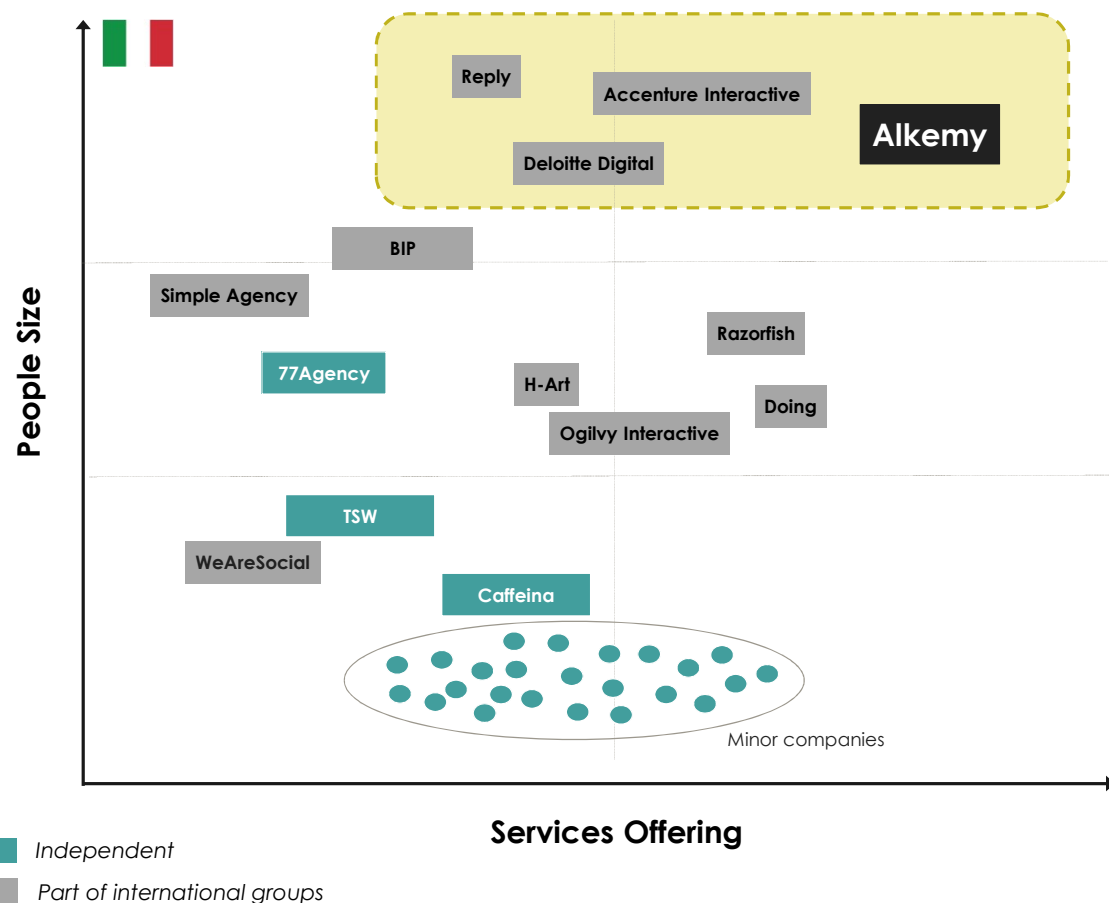 Reply
Accenture Interactive
Alkemy
Deloitte Digital
BIP
Simple Agency
Razorfish
77Agency
H-Art
Doing
Ogilvy Interactive
People Size
TSW
WeAreSocial
Caffeina
Minor companies
Services Offering
Independent
Part of international groups